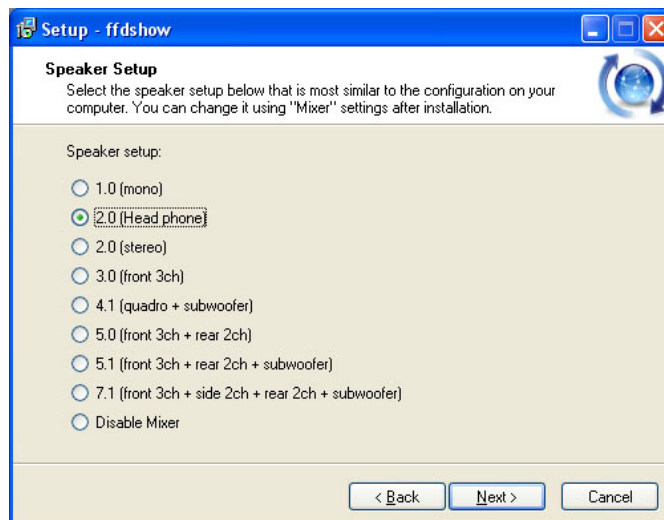 Setup - ffdshow
Speaker Setup
Select the speaker setup below that is most similar to the configuration on your
computer. You can change it using "Mixer" settings after installation.
Speaker setup:
1.0 (mono)
2.0 (Head phone)
2.0 (stereo)
3.0 (front 3ch)
4.1 (quadro + subwoofer)
5.0 (front 3ch + rear 2ch)
5.1 (front 3ch + rear 2ch + subwoofer)
7.1 (front 3ch + side 2ch + rear 2ch + subwoofer)
Disable Mixer
< Back Next > Cancel